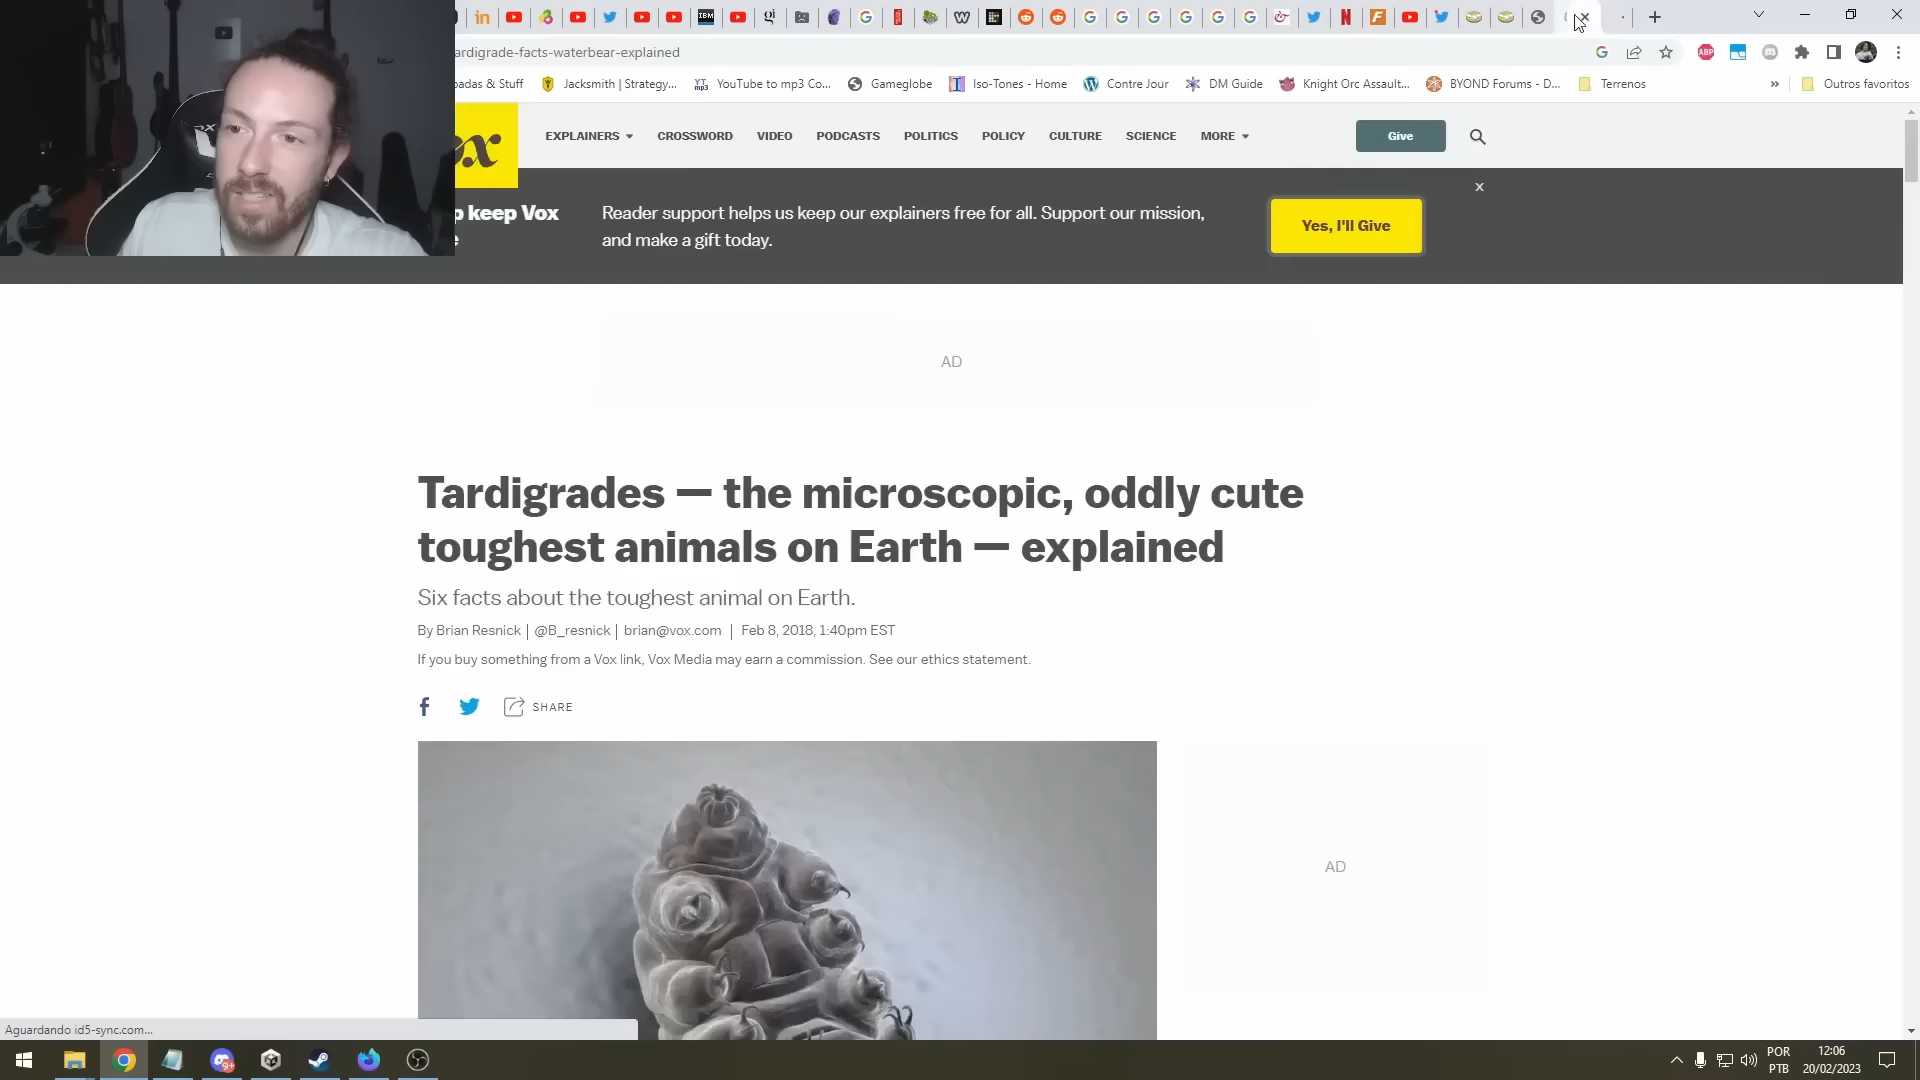 ardigrade-facts-waterbear-explained
padas & Stuff
Jacksmith | Strategy...
YouTube to mp3 Co...
Gameglobe
Iso-Tones - Home
Contre Jour
DM Guide
Knight Orc Assault...
BYOND Forums - D...
Terrenos
»
Outros favoritos
ox
EXPLAINERS
CROSSWORD
VIDEO
PODCASTS
POLITICS
POLICY
CULTURE
SCIENCE
MORE
Give
p keep Vox
e
Reader support helps us keep our explainers free for all. Support our mission,
and make a gift today.
Yes, I'll Give
x
AD
Tardigrades — the microscopic, oddly cute
toughest animals on Earth — explained
Six facts about the toughest animal on Earth.
By Brian Resnick | @B_resnick | brian@vox.com | Feb 8, 2018, 1:40pm EST
If you buy something from a Vox link, Vox Media may earn a commission. See our ethics statement.
SHARE
AD
Aguardando id5-sync.com...
9+
POR
PTB
12:06
20/02/2023